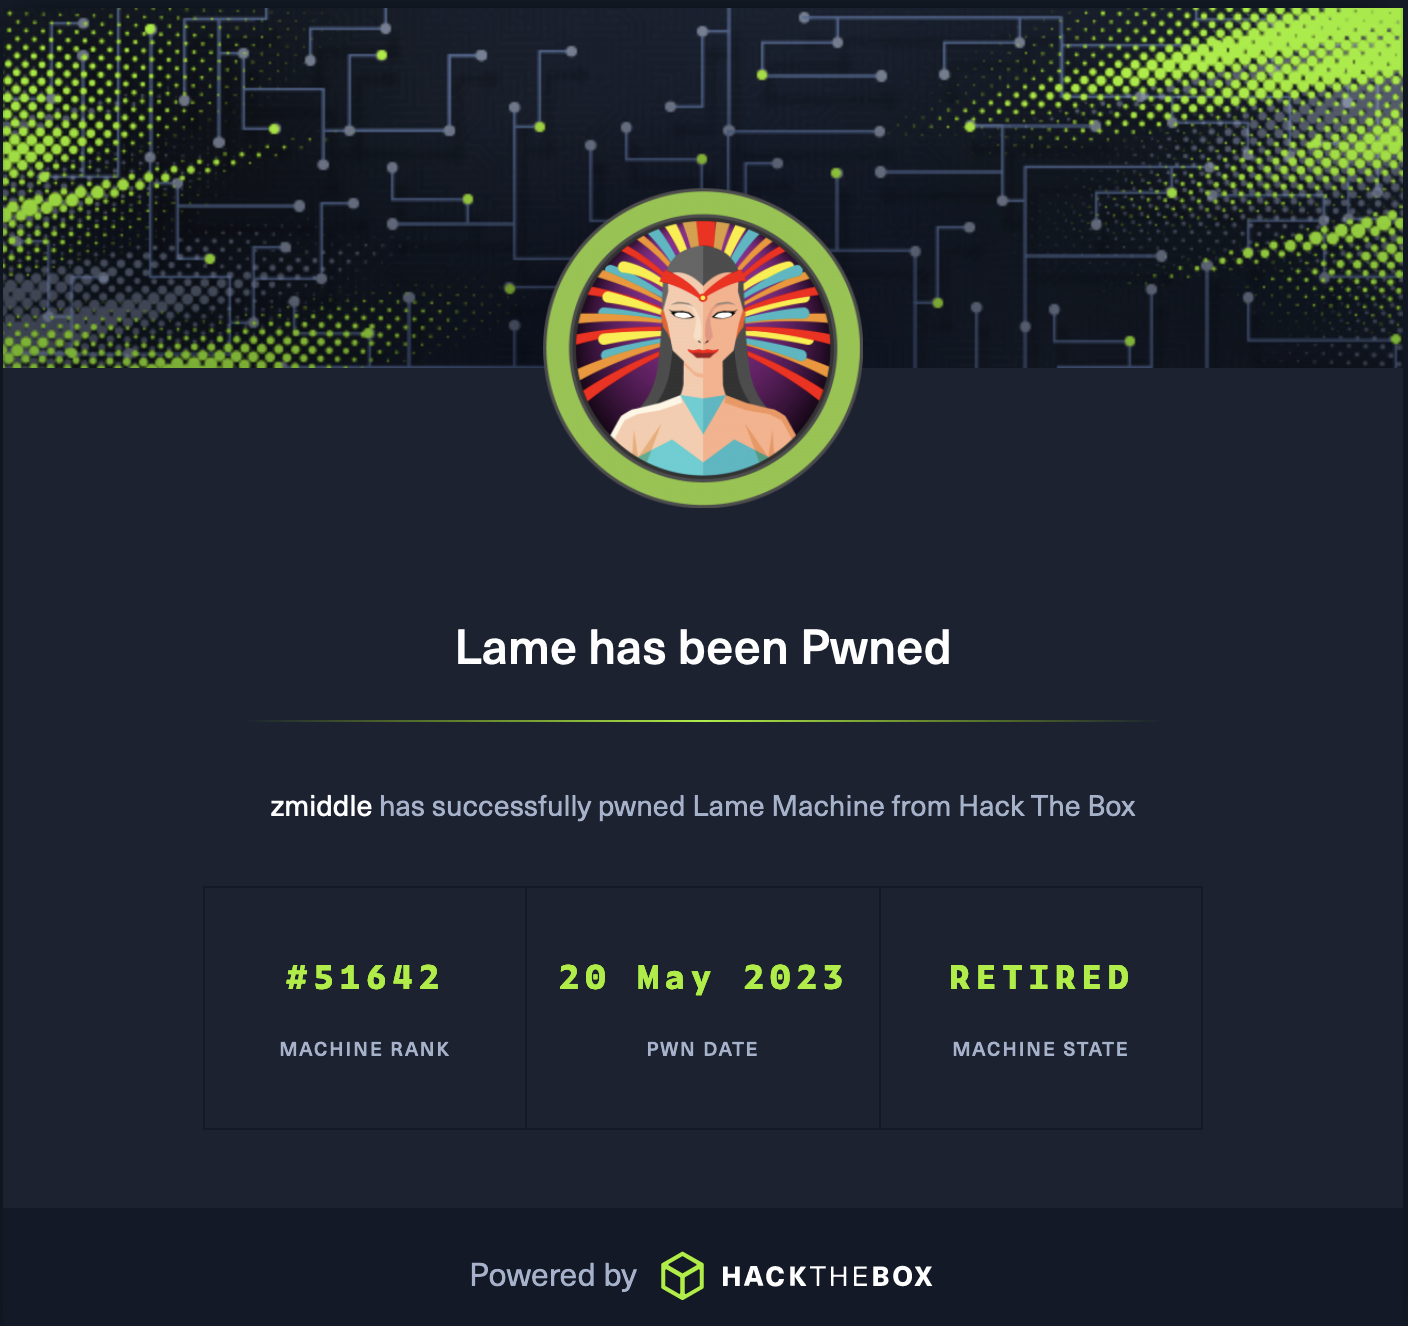 Lame has been Pwned
zmiddle has successfully pwned Lame Machine from Hack The Box
#51642
MACHINE RANK
20 May 2023
PWN DATE
RETIRED
MACHINE STATE
Powered by HACKTHEBOX